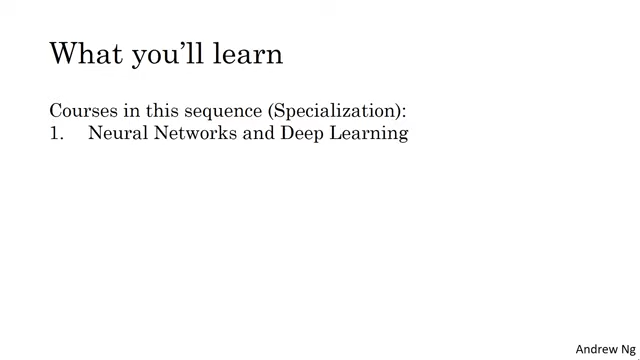 What you'll learn
Courses in this sequence (Specialization):
1. Neural Networks and Deep Learning
Andrew Ng